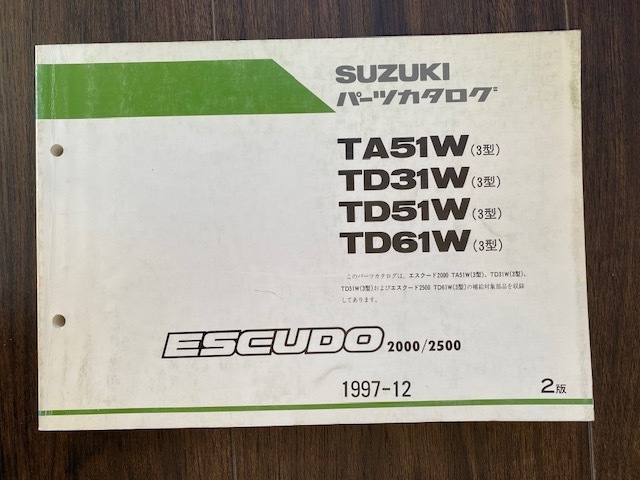 SUZUKI
パーツカタログ
TA51W(3型)
TD31W(3型)
TD51W(3型)
TD61W(3型)
このパーツカタログは、エスクード2000 TA51W(3型)、TD31W(3型)、
TD51W(3型)およびエスクード2500 TD61W(3型)の補給対象部品を収録
してあります。
ESCUDO 2000/2500
1997-12
2版